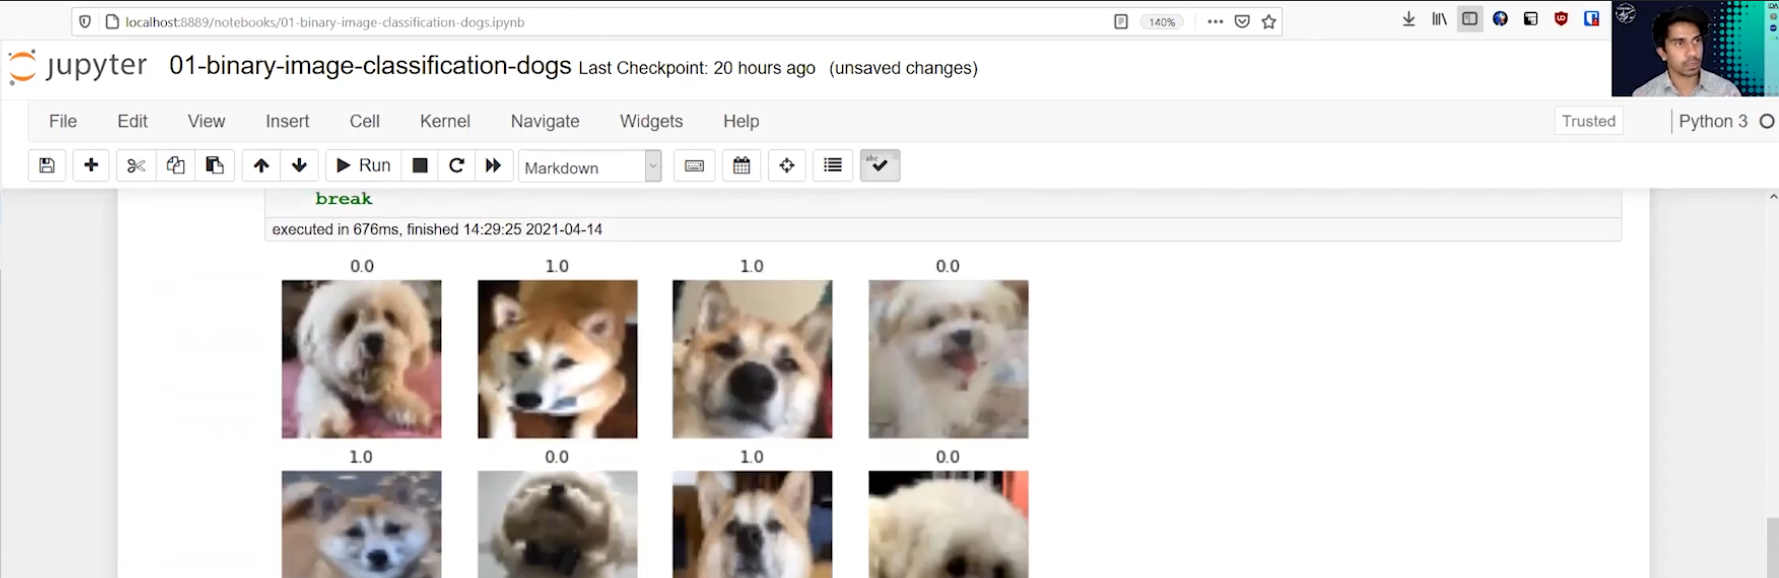 localhost:8889/notebooks/01-binary-image-classification-dogs.ipynb
140%
jupyter 01-binary-image-classification-dogs Last Checkpoint: 20 hours ago (unsaved changes)
File Edit View Insert Cell Kernel Navigate Widgets Help Trusted Python 3
Run Markdown abc
break
executed in 676ms, finished 14:29:25 2021-04-14
0.0 1.0 1.0 0.0
1.0 0.0 1.0 0.0